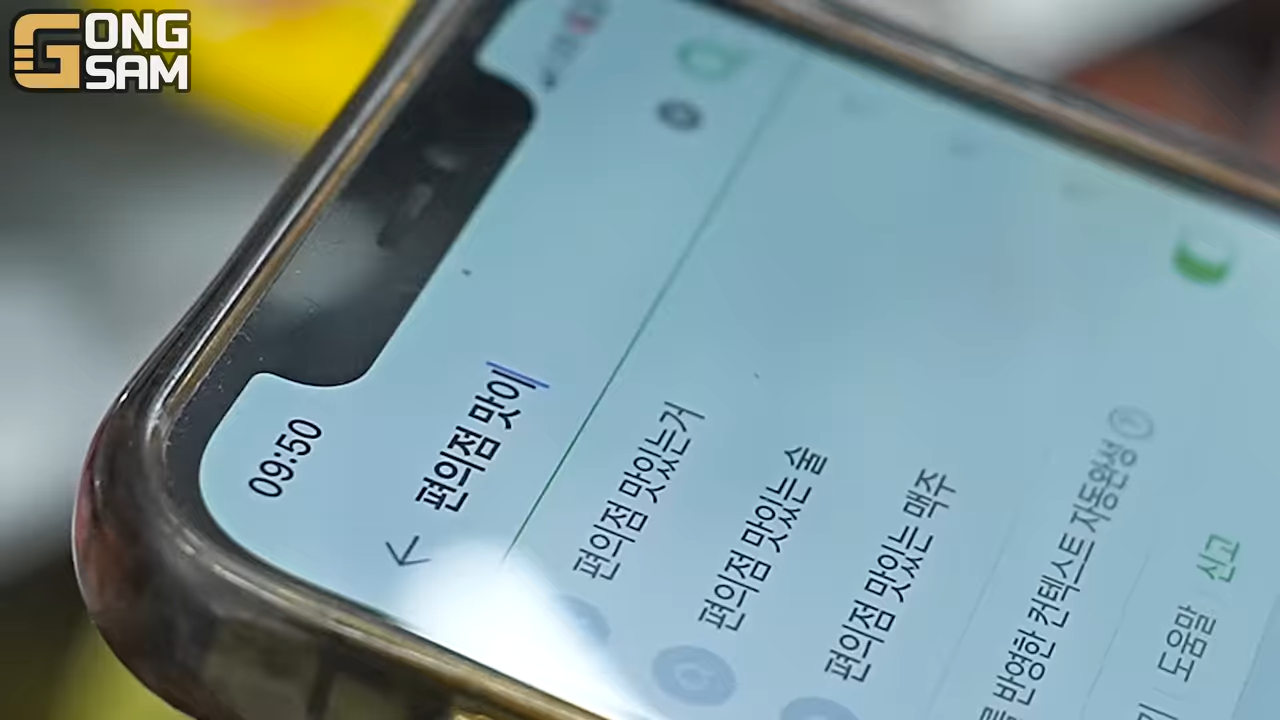 GONG
SAM
09:50
편의점 맛이
편의점 맛있는거
편의점 맛있는 술
편의점 맛있는 맥주
를 반영한 컨텍스트 자동완성
기 도움말 신고